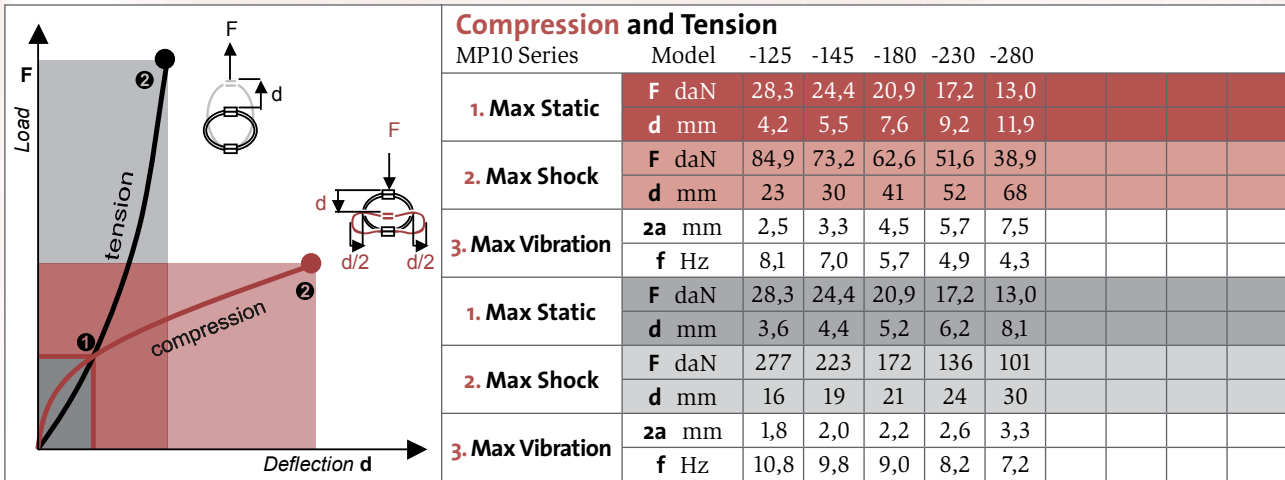 F
Load
❷
tension
❶
compression
❷
Deflection d
F
d
F
d
d/2 d/2
Compression and Tension
MP10 Series Model -125 -145 -180 -230 -280
1. Max Static
F daN 28,3 24,4 20,9 17,2 13,0
d mm 4,2 5,5 7,6 9,2 11,9
2. Max Shock
F daN 84,9 73,2 62,6 51,6 38,9
d mm 23 30 41 52 68
3. Max Vibration
2a mm 2,5 3,3 4,5 5,7 7,5
f Hz 8,1 7,0 5,7 4,9 4,3
1. Max Static
F daN 28,3 24,4 20,9 17,2 13,0
d mm 3,6 4,4 5,2 6,2 8,1
2. Max Shock
F daN 277 223 172 136 101
d mm 16 19 21 24 30
3. Max Vibration
2a mm 1,8 2,0 2,2 2,6 3,3
f Hz 10,8 9,8 9,0 8,2 7,2